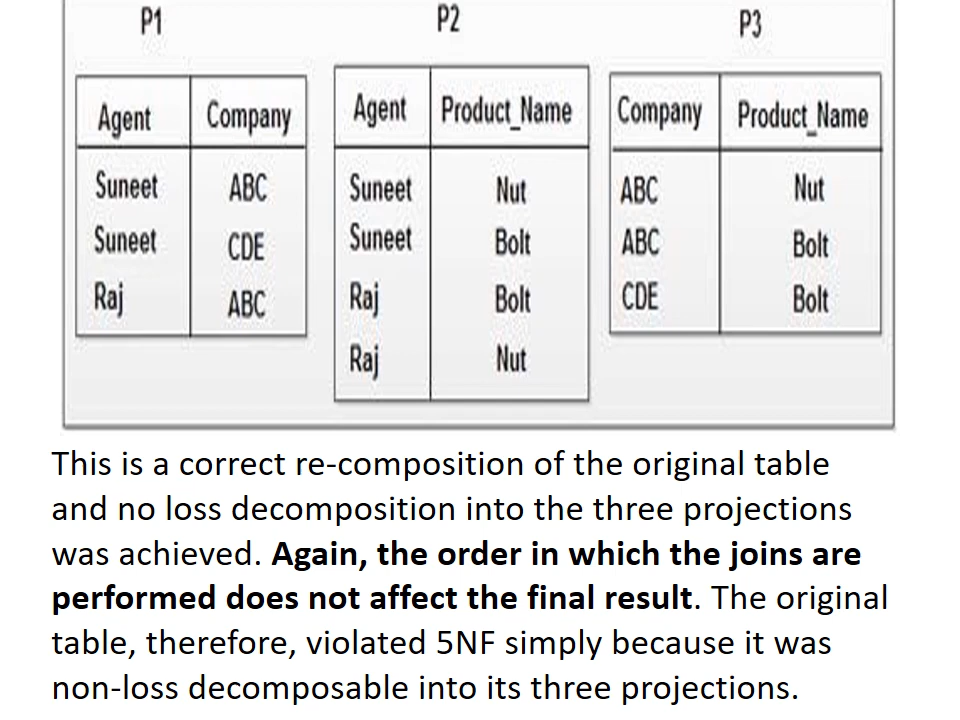 P1 P2 P3
Agent Company Agent Product_Name Company Product_Name
Suneet ABC Suneet Nut ABC Nut
Suneet CDE Suneet Bolt ABC Bolt
Raj ABC Raj Bolt CDE Bolt
Raj Nut
This is a correct re-composition of the original table
and no loss decomposition into the three projections
was achieved. Again, the order in which the joins are
performed does not affect the final result. The original
table, therefore, violated 5NF simply because it was
non-loss decomposable into its three projections.